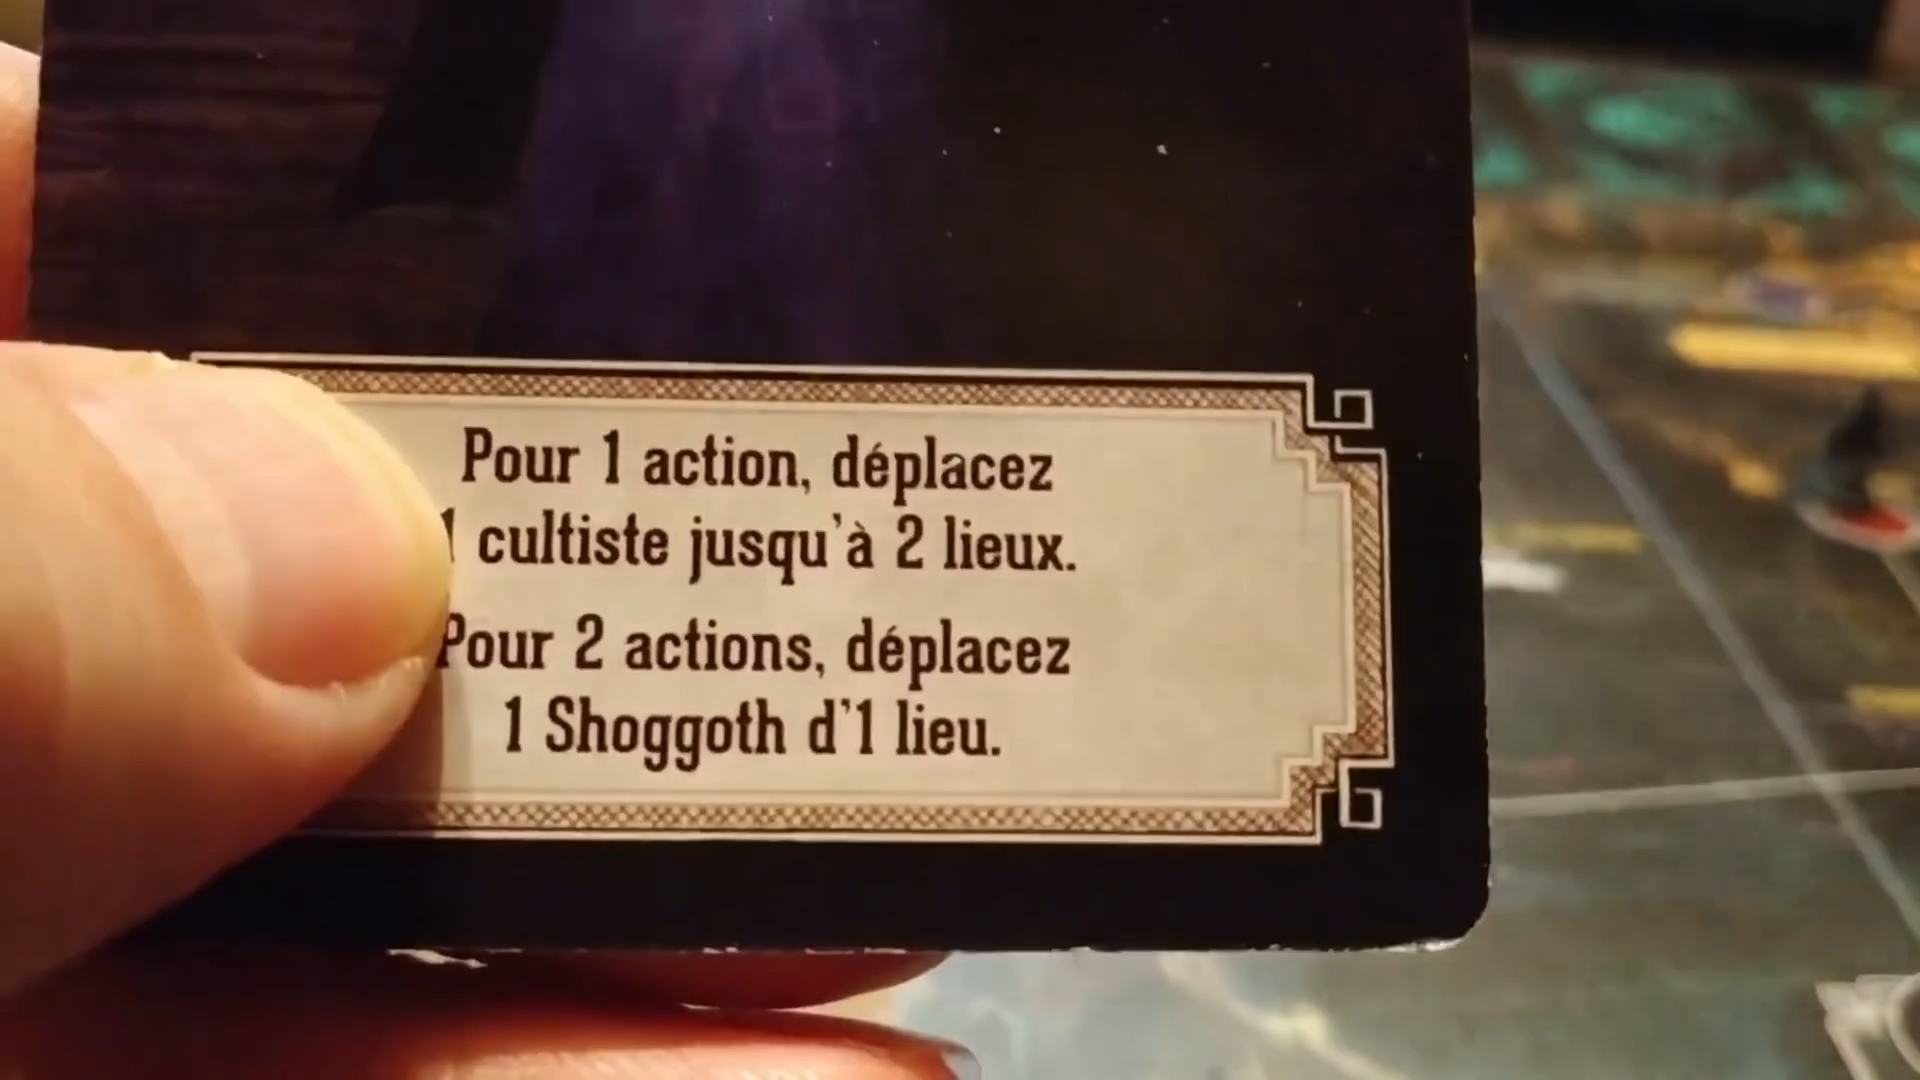 Pour 1 action, déplacez
1 cultiste jusqu'à 2 lieux.
Pour 2 actions, déplacez
1 Shoggoth d'1 lieu.